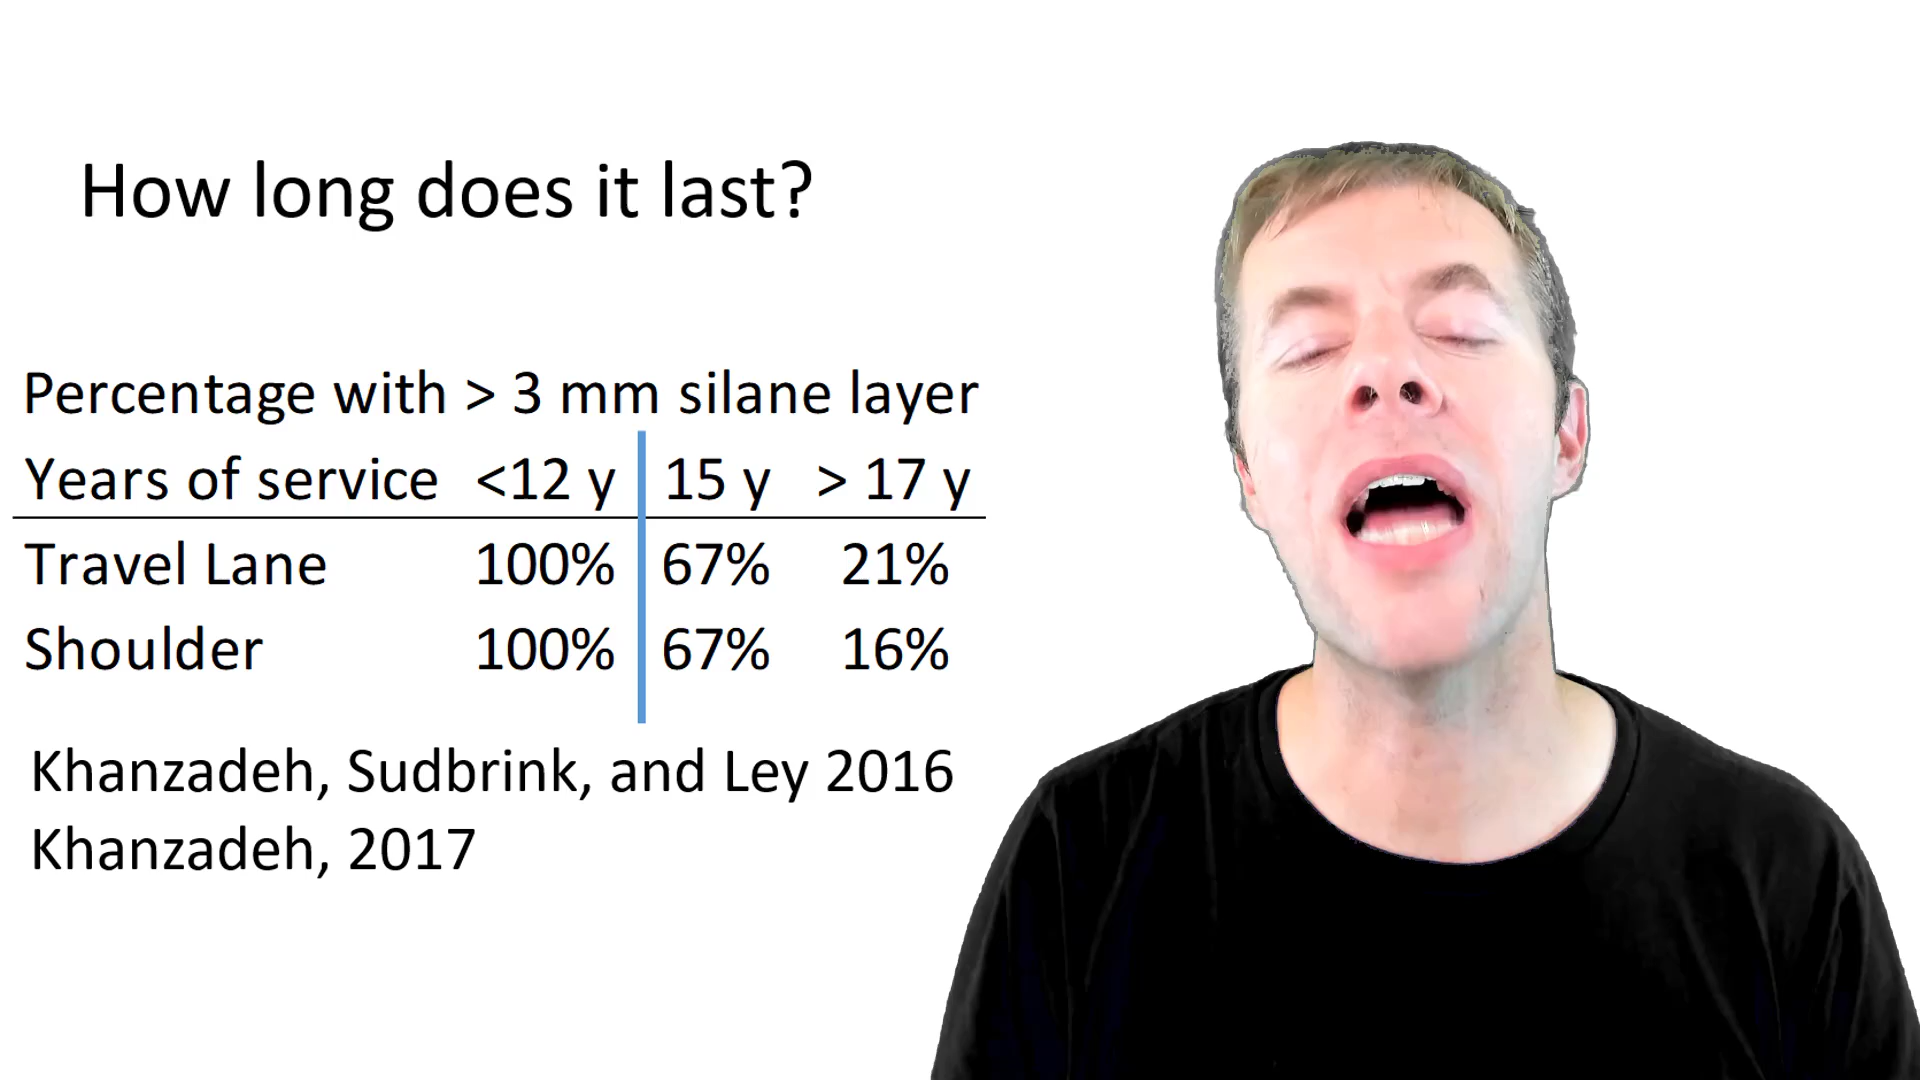 How long does it last?
Percentage with > 3 mm silane layer
Years of service <12 y 15 y > 17 y
Travel Lane 100% 67% 21%
Shoulder 100% 67% 16%
Khanzadeh, Sudbrink, and Ley 2016
Khanzadeh, 2017